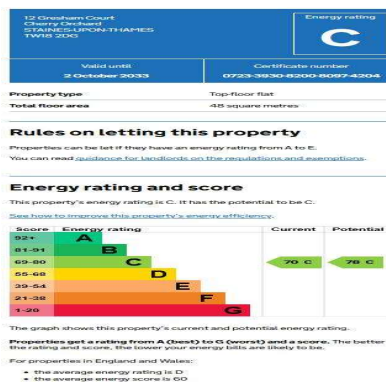 12 Gresham Court
Cherry Orchard
STAINES-UPON-THAMES
TW18 2DG
Energy rating
C
Valid until
2 October 2033
Certificate number
0723-3930-8200-8097-4204
Property type
Top-floor flat
Total floor area
48 square metres
Rules on letting this property
Properties can be let if they have an energy rating from A to E.
You can read guidance for landlords on the regulations and exemptions.
Energy rating and score
This property's energy rating is C. It has the potential to be C.
See how to improve this property's energy efficiency.
Score Energy rating Current Potential
92+ A
81-91 B
69-80 C 70 C 78 C
55-68 D
39-54 E
21-38 F
1-20 G
The graph shows this property's current and potential energy rating.
Properties get a rating from A (best) to G (worst) and a score. The better
the rating and score, the lower your energy bills are likely to be.
For properties in England and Wales:
• the average energy rating is D
• the average energy score is 60